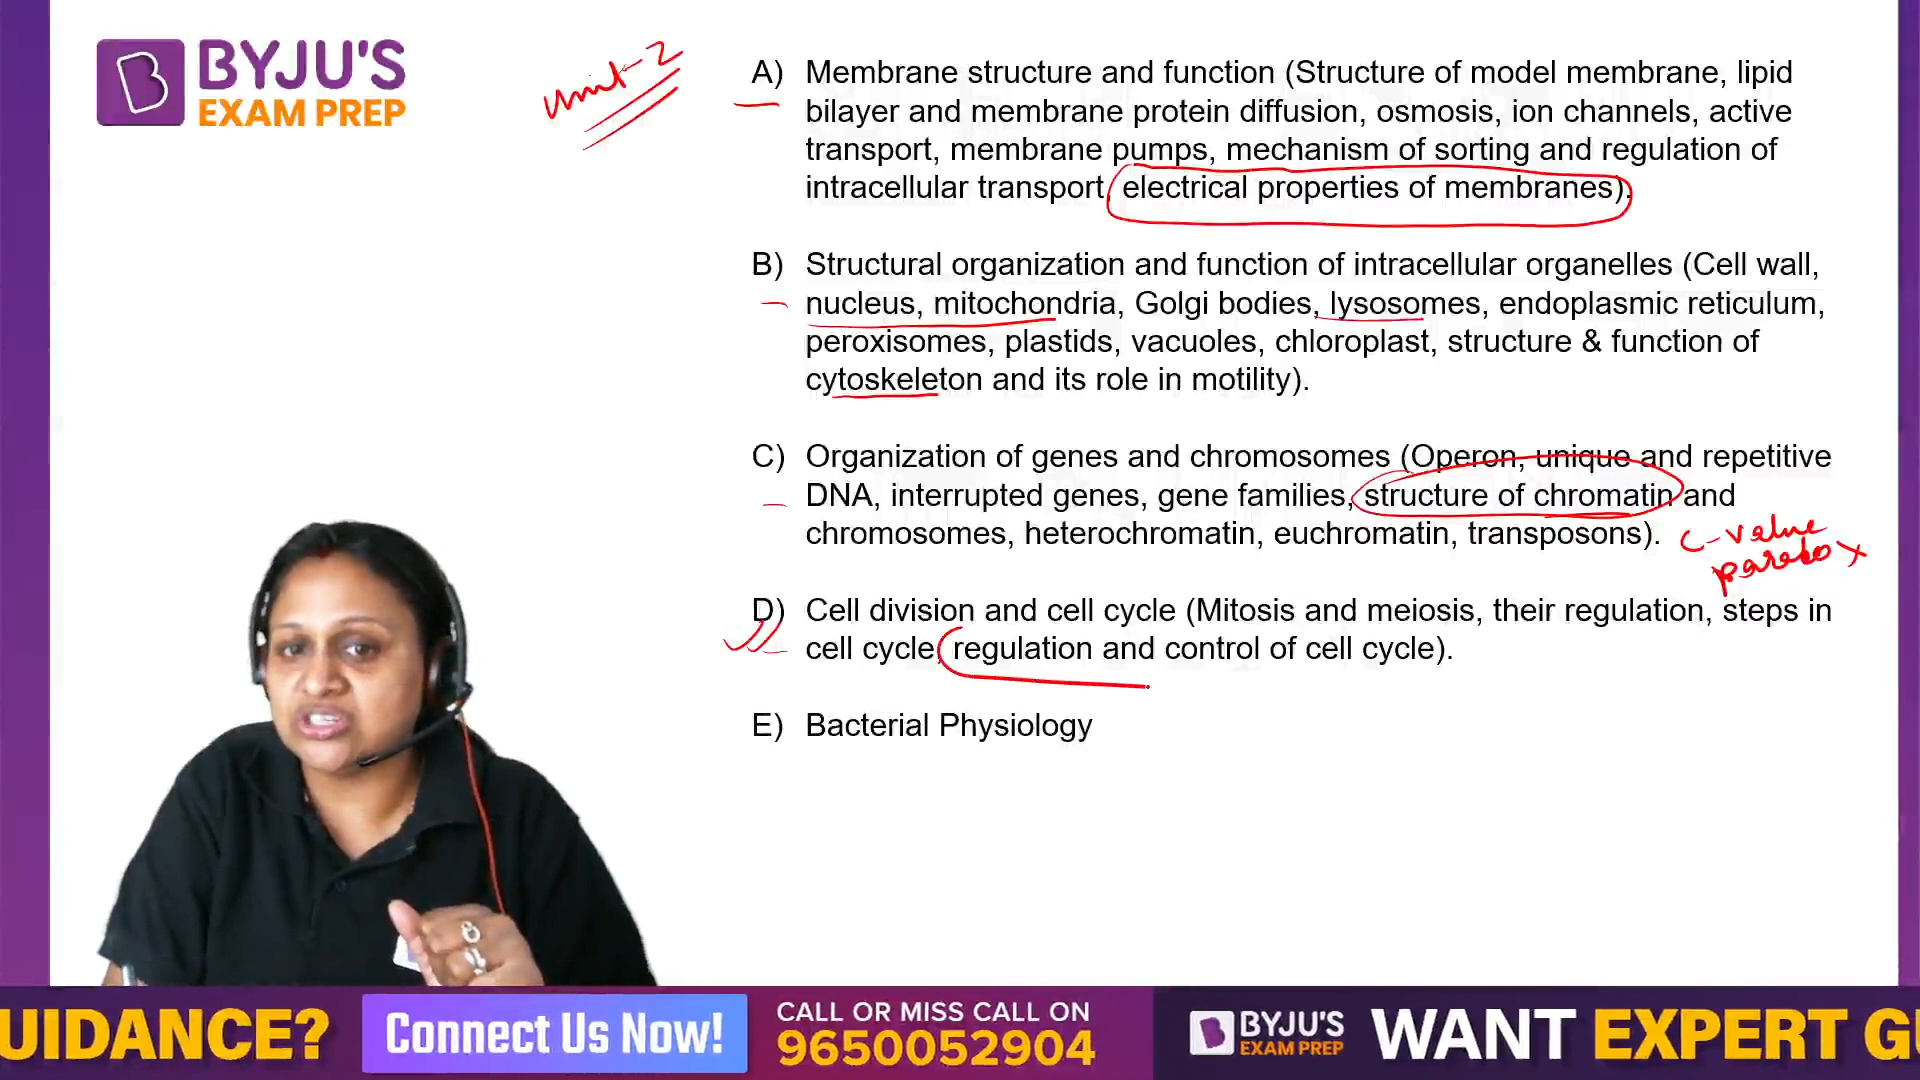 BYJU'S
EXAM PREP
Unit-2
A) Membrane structure and function (Structure of model membrane, lipid
bilayer and membrane protein diffusion, osmosis, ion channels, active
transport, membrane pumps, mechanism of sorting and regulation of
intracellular transport, electrical properties of membranes).
B) Structural organization and function of intracellular organelles (Cell wall,
nucleus, mitochondria, Golgi bodies, lysosomes, endoplasmic reticulum,
peroxisomes, plastids, vacuoles, chloroplast, structure & function of
cytoskeleton and its role in motility).
C) Organization of genes and chromosomes (Operon, unique and repetitive
DNA, interrupted genes, gene families, structure of chromatin and
chromosomes, heterochromatin, euchromatin, transposons).
C-value
paradox
D) Cell division and cell cycle (Mitosis and meiosis, their regulation, steps in
cell cycle, regulation and control of cell cycle).
E) Bacterial Physiology
UIDANCE?
Connect Us Now!
CALL OR MISS CALL ON
9650052904
BYJU'S
EXAM PREP
WANT EXPERT GU